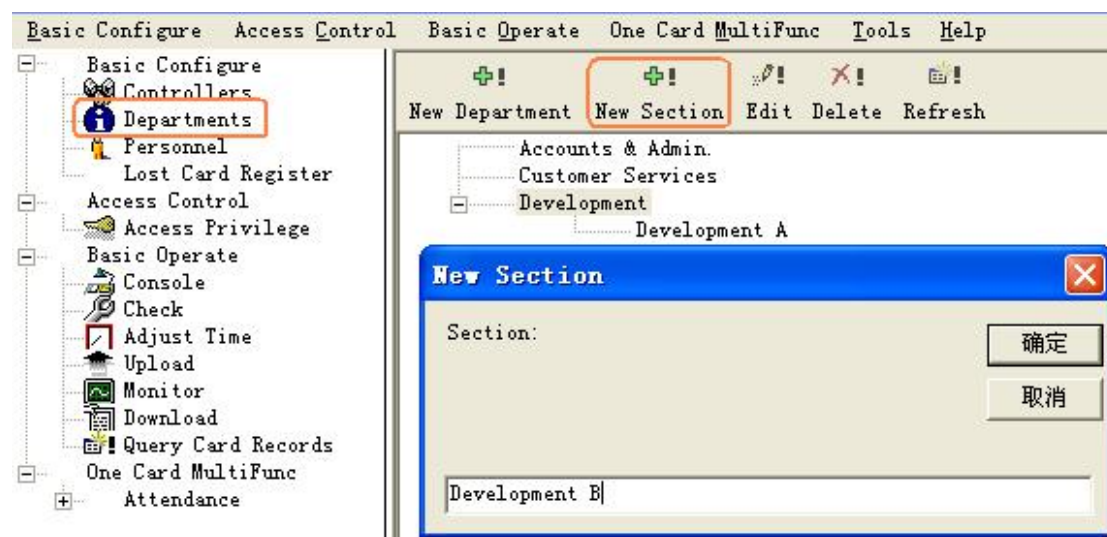 Basic Configure Access Control Basic Operate One Card MultiFunc Tools Help
Basic Configure
Controllers
Departments
Personnel
Lost Card Register
Access Control
Access Privilege
Basic Operate
Console
Check
Adjust Time
Upload
Monitor
Download
Query Card Records
One Card MultiFunc
Attendance
New Department New Section Edit Delete Refresh
Accounts & Admin.
Customer Services
Development
Development A
New Section
Section:
确定
取消
Development B